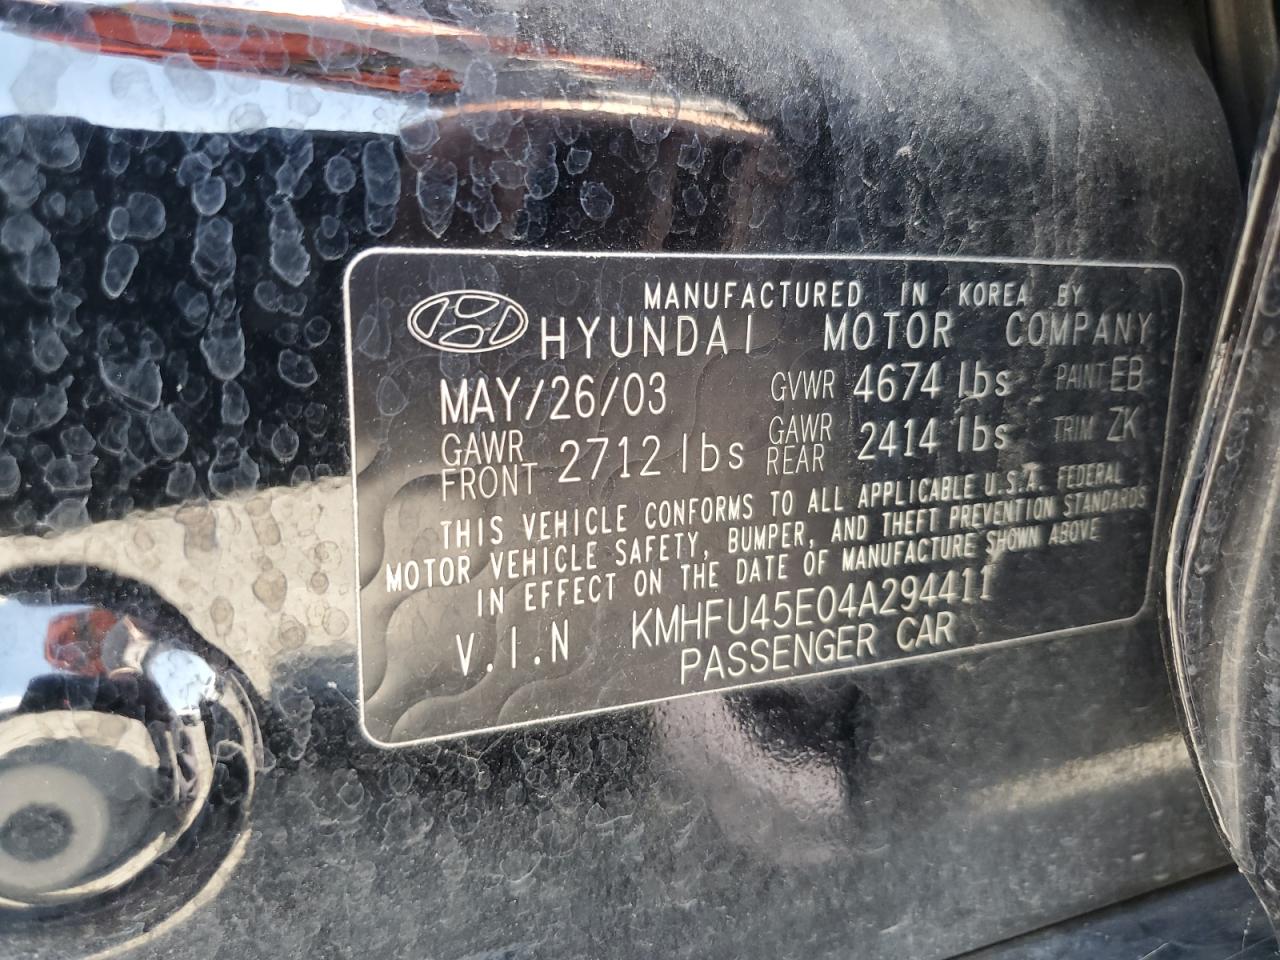 MANUFACTURED IN KOREA BY
HYUNDAI MOTOR COMPANY
MAY/26/03 GVWR 4674 lbs PAINT EB
GAWR FRONT 2712 lbs GAWR REAR 2414 lbs TRIM ZK
THIS VEHICLE CONFORMS TO ALL APPLICABLE U.S.A. FEDERAL
MOTOR VEHICLE SAFETY, BUMPER, AND THEFT PREVENTION STANDARDS
IN EFFECT ON THE DATE OF MANUFACTURE SHOWN ABOVE
V.I.N KMHFU45E04A294411
PASSENGER CAR